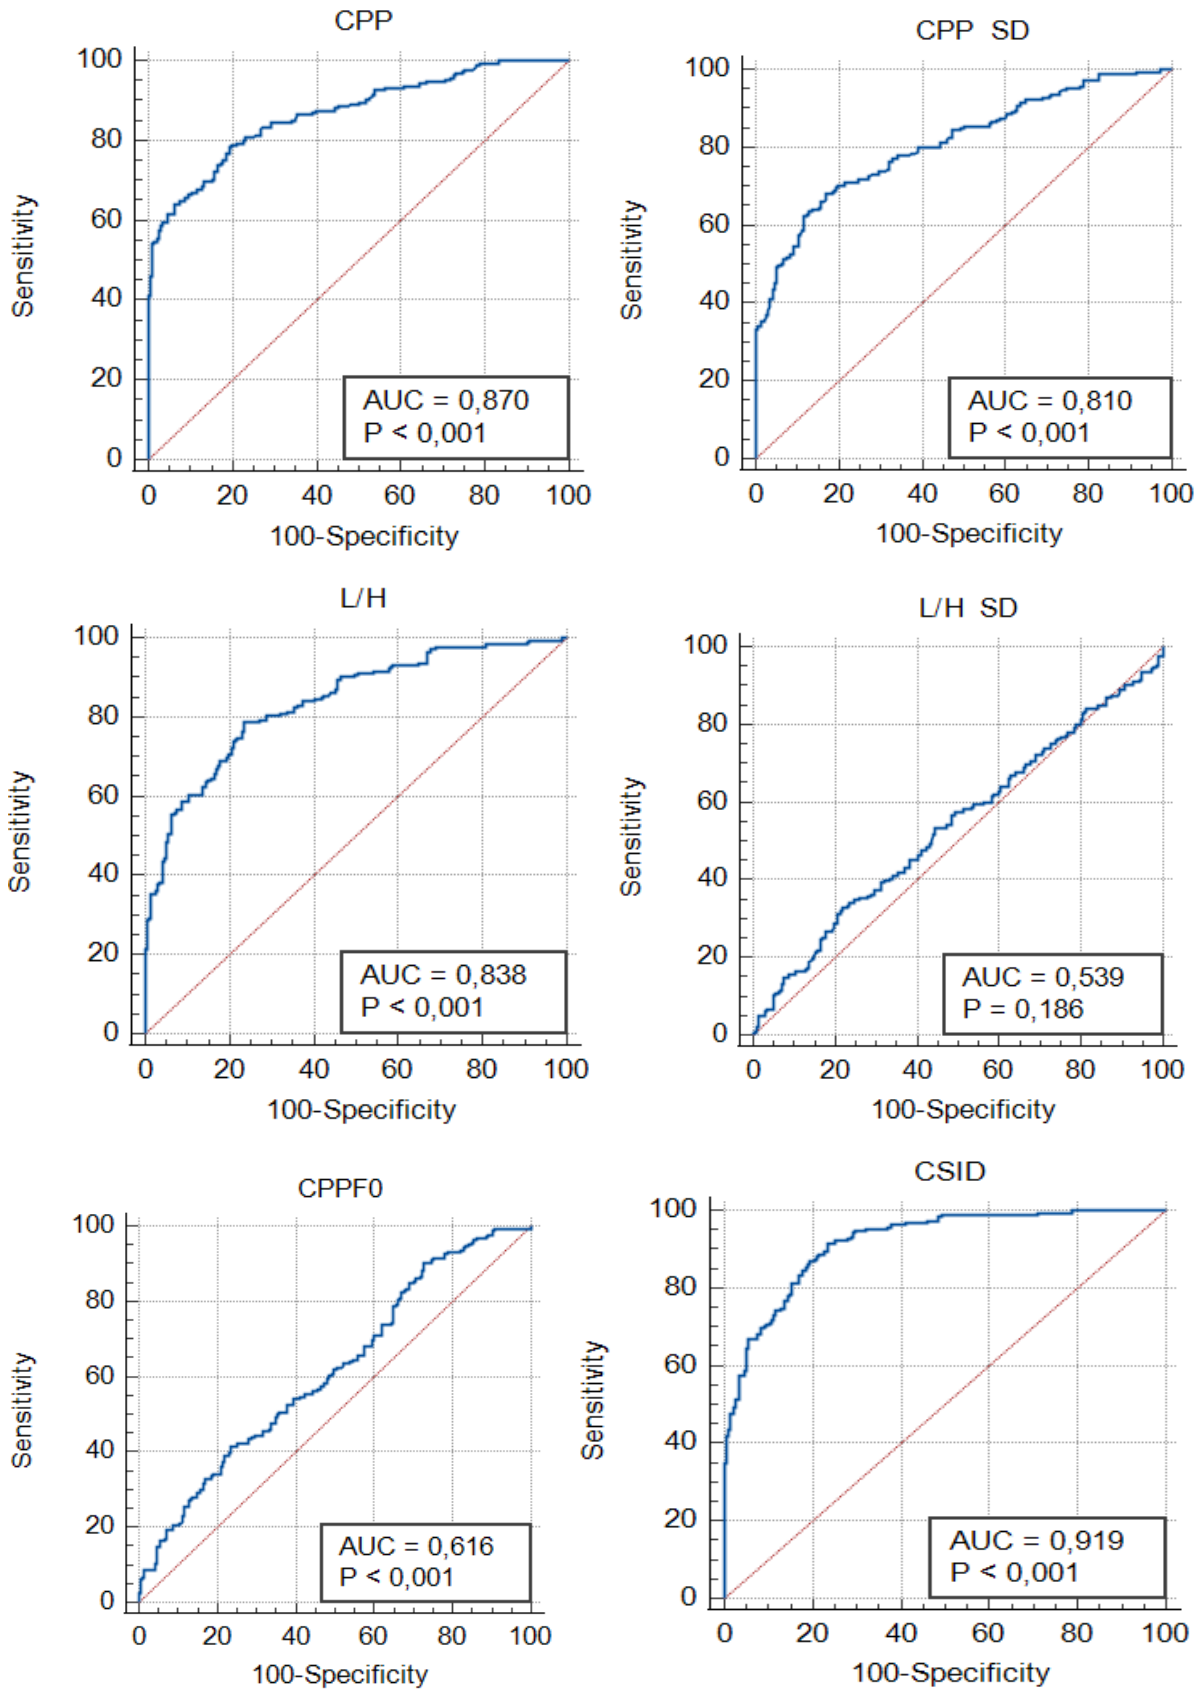 CPP
100
80
60
40
20
0
Sensitivity
AUC = 0,870
P < 0,001
0 20 40 60 80 100
100-Specificity
CPP SD
100
80
60
40
20
0
Sensitivity
AUC = 0,810
P < 0,001
0 20 40 60 80 100
100-Specificity
L/H
100
80
60
40
20
0
Sensitivity
AUC = 0,838
P < 0,001
0 20 40 60 80 100
100-Specificity
L/H SD
100
80
60
40
20
0
Sensitivity
AUC = 0,539
P = 0,186
0 20 40 60 80 100
100-Specificity
CPPF0
100
80
60
40
20
0
Sensitivity
AUC = 0,616
P < 0,001
0 20 40 60 80 100
100-Specificity
CSID
100
80
60
40
20
0
Sensitivity
AUC = 0,919
P < 0,001
0 20 40 60 80 100
100-Specificity